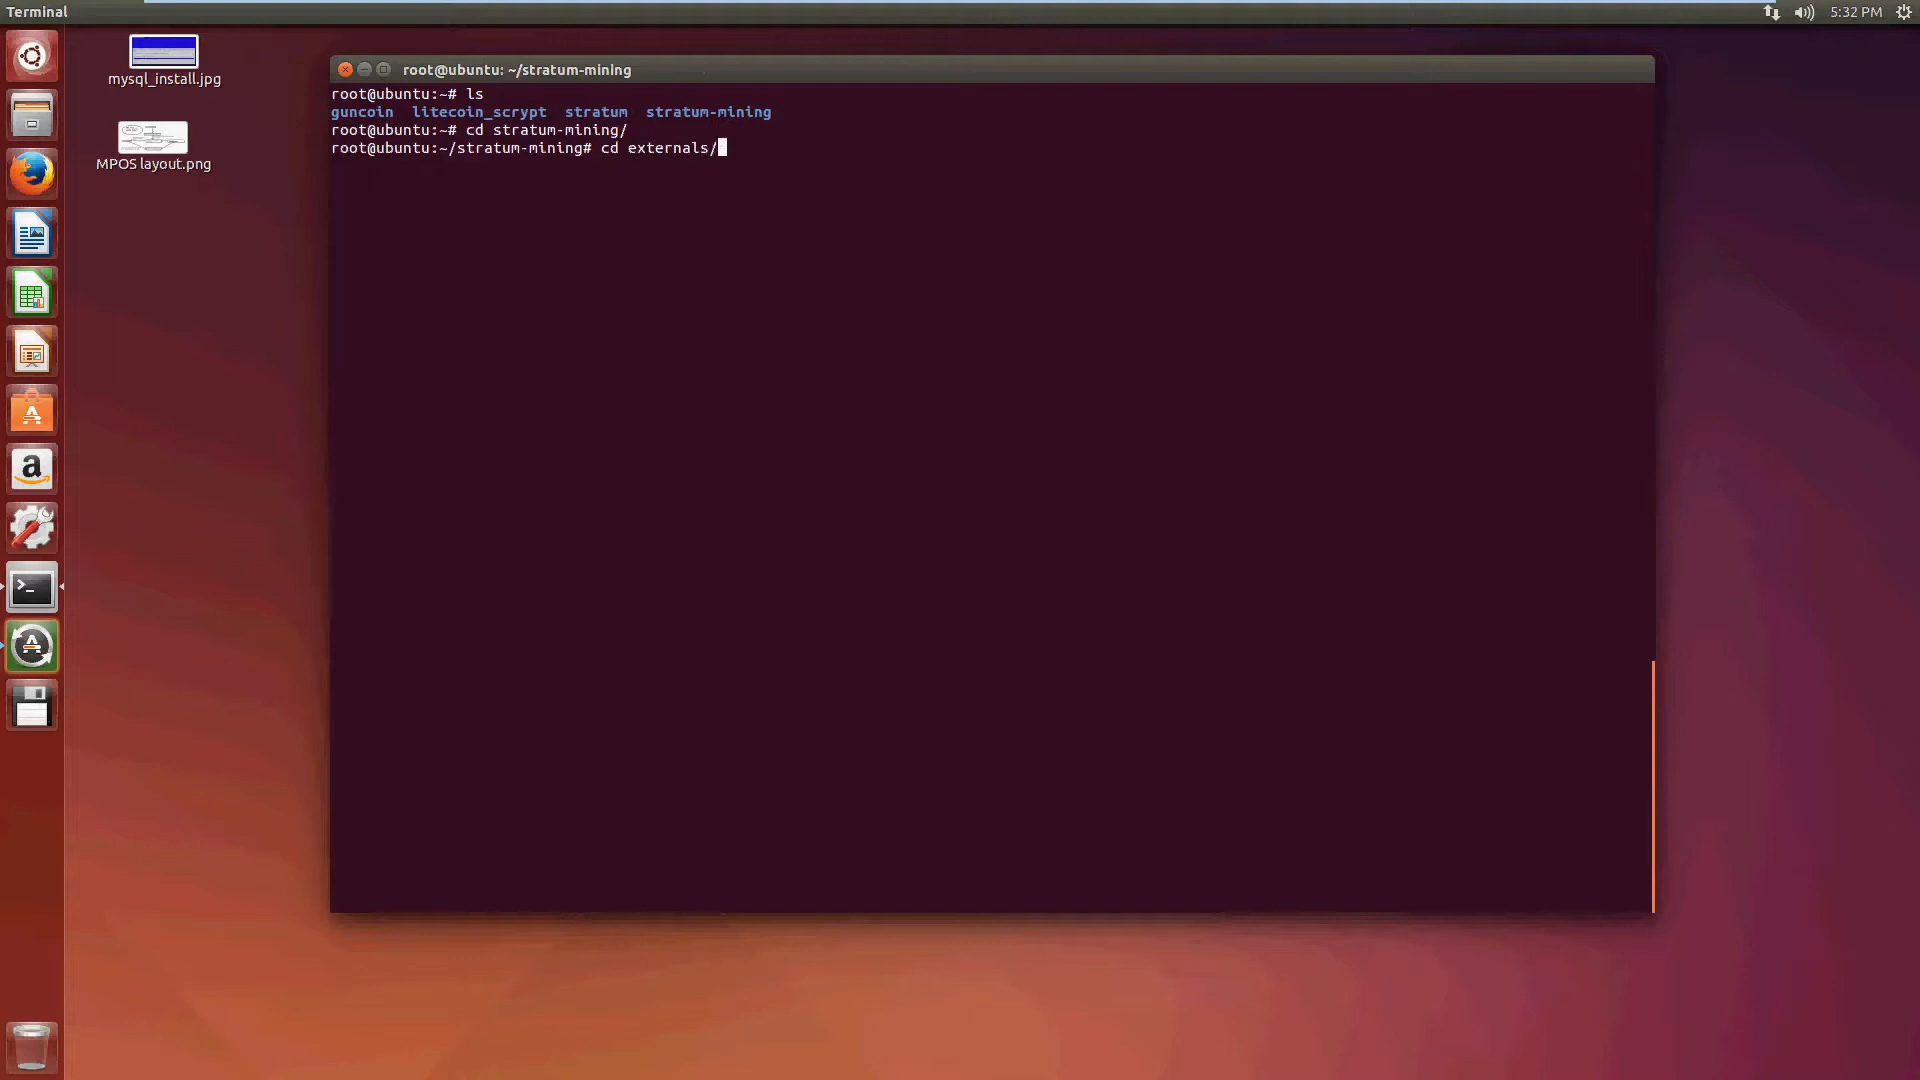 Terminal
5:32 PM
mysql_install.jpg
MPOS layout.png
root@ubuntu: ~/stratum-mining
root@ubuntu:~# ls
guncoin  litecoin_scrypt  stratum  stratum-mining
root@ubuntu:~# cd stratum-mining/
root@ubuntu:~/stratum-mining# cd externals/